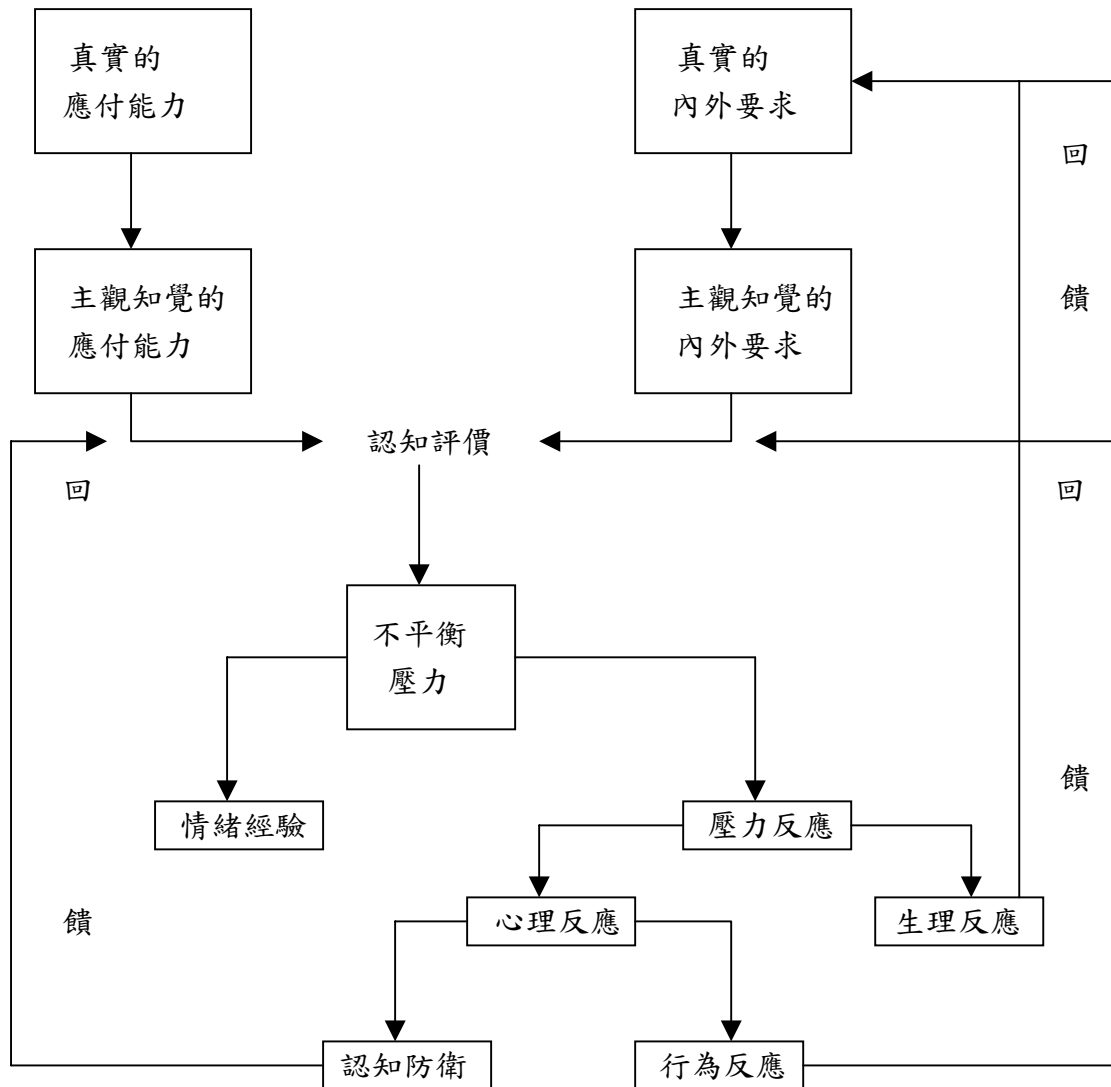 真實的
應付能力
真實的
內外要求
回
主觀知覺的
應付能力
主觀知覺的
內外要求
饋
認知評價
回
回
不平衡
壓力
饋
情緒經驗
壓力反應
饋
心理反應
生理反應
認知防衛
行為反應